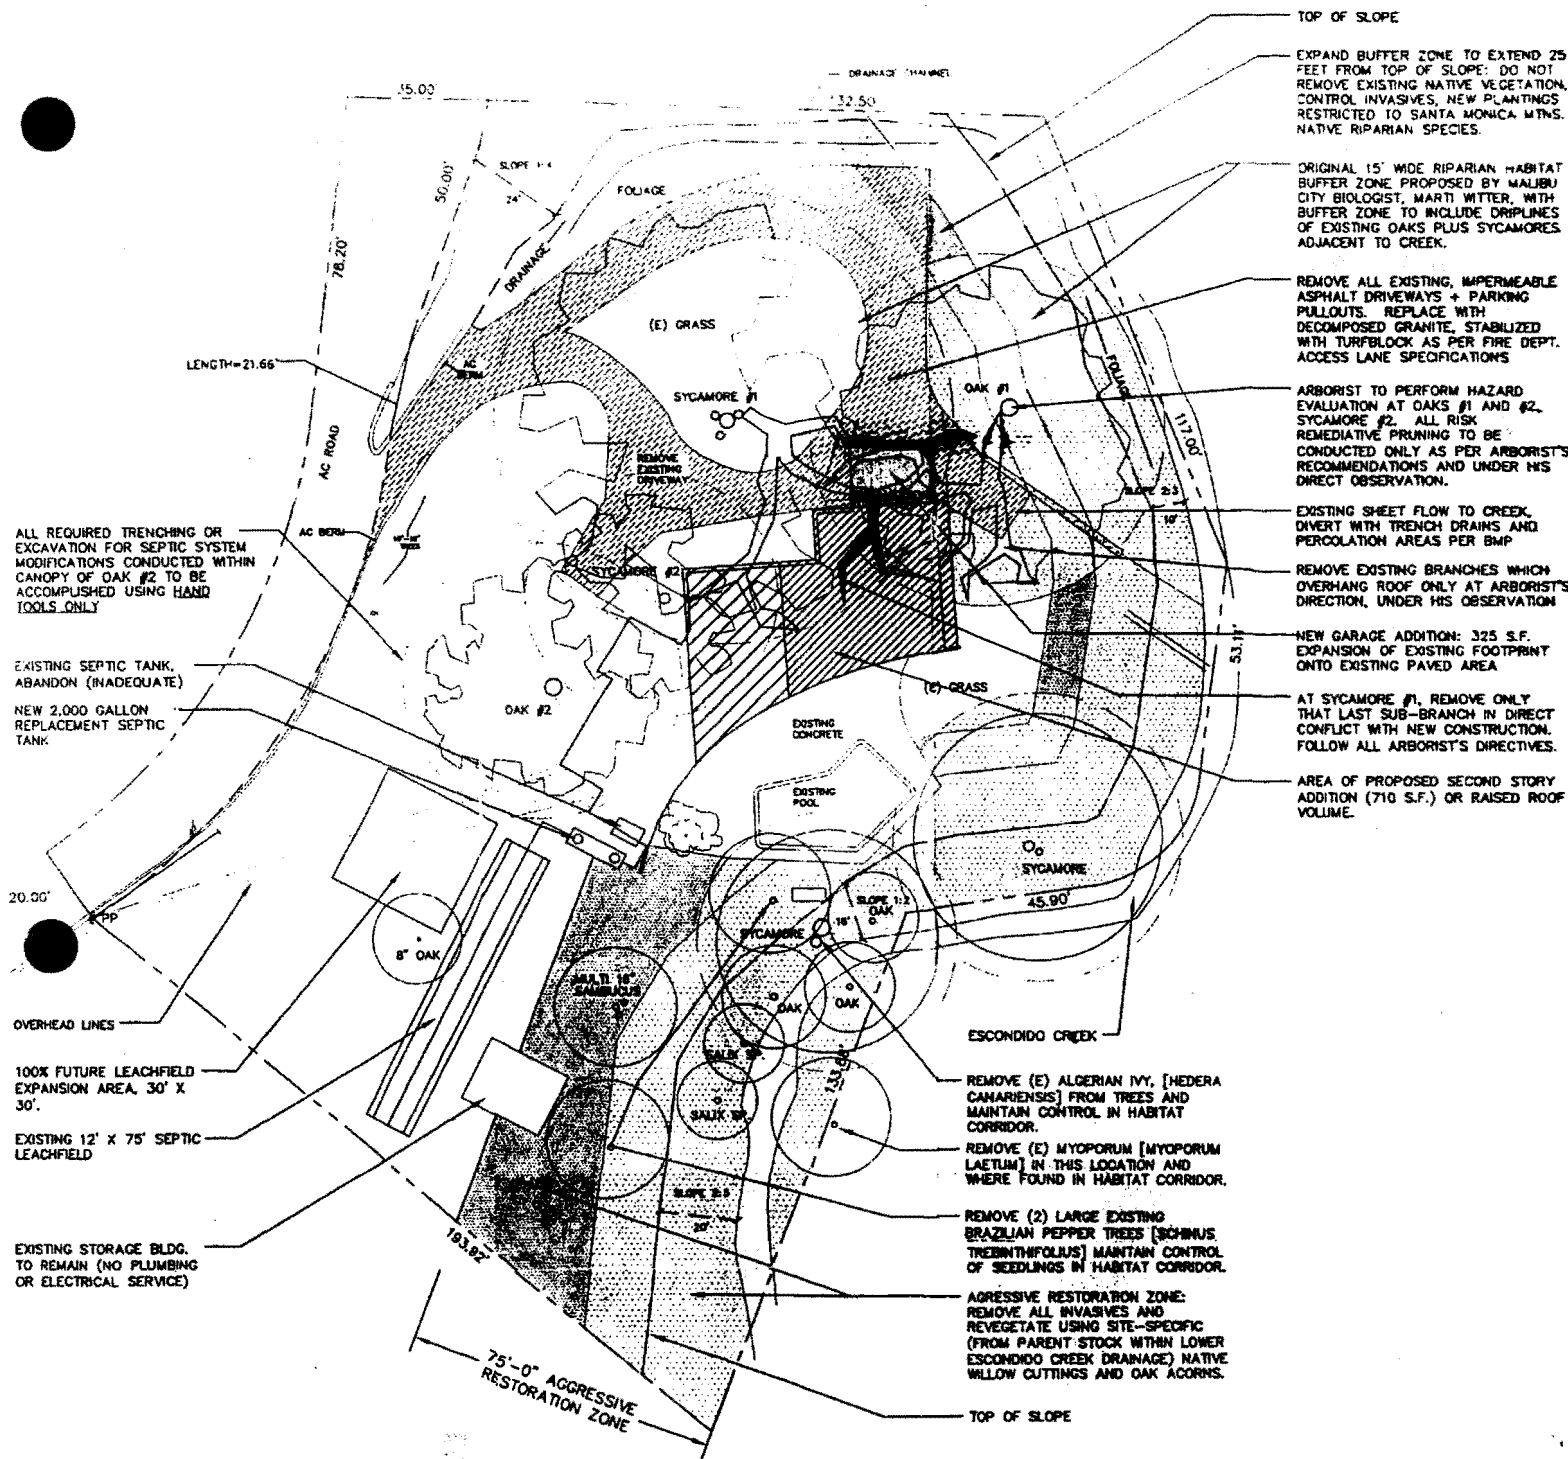 TOP OF SLOPE
EXPAND BUFFER ZONE TO EXTEND 25
FEET FROM TOP OF SLOPE: DO NOT
REMOVE EXISTING NATIVE VEGETATION,
CONTROL INVASIVES, NEW PLANTINGS
RESTRICTED TO SANTA MONICA MTNS.
NATIVE RIPARIAN SPECIES.
ORIGINAL 15' WIDE RIPARIAN HABITAT
BUFFER ZONE PROPOSED BY MALIBU
CITY BIOLOGIST, MARTI WITTER, WITH
BUFFER ZONE TO INCLUDE DRIPLINES
OF EXISTING OAKS PLUS SYCAMORES
ADJACENT TO CREEK.
REMOVE ALL EXISTING, IMPERMEABLE
ASPHALT DRIVEWAYS + PARKING
PULLOUTS. REPLACE WITH
DECOMPOSED GRANITE, STABILIZED
WITH TURFBLOCK AS PER FIRE DEPT.
ACCESS LANE SPECIFICATIONS
ARBORIST TO PERFORM HAZARD
EVALUATION AT OAKS #1 AND #2,
SYCAMORE #2. ALL RISK
REMEDIATIVE PRUNING TO BE
CONDUCTED ONLY AS PER ARBORIST'S
RECOMMENDATIONS AND UNDER HIS
DIRECT OBSERVATION.
EXISTING SHEET FLOW TO CREEK,
DIVERT WITH TRENCH DRAINS AND
PERCOLATION AREAS PER BMP
REMOVE EXISTING BRANCHES WHICH
OVERHANG ROOF ONLY AT ARBORIST'S
DIRECTION, UNDER HIS OBSERVATION
NEW GARAGE ADDITION: 325 S.F.
EXPANSION OF EXISTING FOOTPRINT
ONTO EXISTING PAVED AREA
AT SYCAMORE #1, REMOVE ONLY
THAT LAST SUB-BRANCH IN DIRECT
CONFLICT WITH NEW CONSTRUCTION.
FOLLOW ALL ARBORIST'S DIRECTIVES.
AREA OF PROPOSED SECOND STORY
ADDITION (710 S.F.) OR RAISED ROOF
VOLUME.
DRAINAGE CHANNEL
35.00'
132.50'
SLOPE 1:4
24'
50.00'
78.20'
FOLIAGE
DRAINAGE
(E) GRASS
LENGTH=21.66'
AC
BERM
SYCAMORE #1
OAK #1
FOLIAGE
117.00'
AC ROAD
REMOVE
EXISTING
DRIVEWAY
SLOPE 2:3
10'
AC BERM
SYCAMORE #2
53.11'
(E) GRASS
OAK #2
EXISTING
CONCRETE
EXISTING
POOL
SYCAMORE
45.90'
SLOPE 1:2
OAK
16'
SYCAMORE
20.00'
PP
8" OAK
MULTI 18"
SAMBUCUS
OAK
OAK
SALIX SP.
SALIX SP.
133.88'
SLOPE 2:3
20'
193.92'
75'-0" AGGRESSIVE
RESTORATION ZONE
ALL REQUIRED TRENCHING OR
EXCAVATION FOR SEPTIC SYSTEM
MODIFICATIONS CONDUCTED WITHIN
CANOPY OF OAK #2 TO BE
ACCOMPLISHED USING HAND
TOOLS ONLY
EXISTING SEPTIC TANK,
ABANDON (INADEQUATE)
NEW 2,000 GALLON
REPLACEMENT SEPTIC
TANK
OVERHEAD LINES
100% FUTURE LEACHFIELD
EXPANSION AREA, 30' X
30'.
EXISTING 12' X 75' SEPTIC
LEACHFIELD
EXISTING STORAGE BLDG.
TO REMAIN (NO PLUMBING
OR ELECTRICAL SERVICE)
ESCONDIDO CREEK
REMOVE (E) ALGERIAN IVY, [HEDERA
CANARIENSIS] FROM TREES AND
MAINTAIN CONTROL IN HABITAT
CORRIDOR.
REMOVE (E) MYOPORUM [MYOPORUM
LAETUM] IN THIS LOCATION AND
WHERE FOUND IN HABITAT CORRIDOR.
REMOVE (2) LARGE EXISTING
BRAZILIAN PEPPER TREES [SCHINUS
TREBINTHIFOLIUS] MAINTAIN CONTROL
OF SEEDLINGS IN HABITAT CORRIDOR.
AGRESSIVE RESTORATION ZONE:
REMOVE ALL INVASIVES AND
REVEGETATE USING SITE-SPECIFIC
(FROM PARENT STOCK WITHIN LOWER
ESCONDIDO CREEK DRAINAGE) NATIVE
WILLOW CUTTINGS AND OAK ACORNS.
TOP OF SLOPE